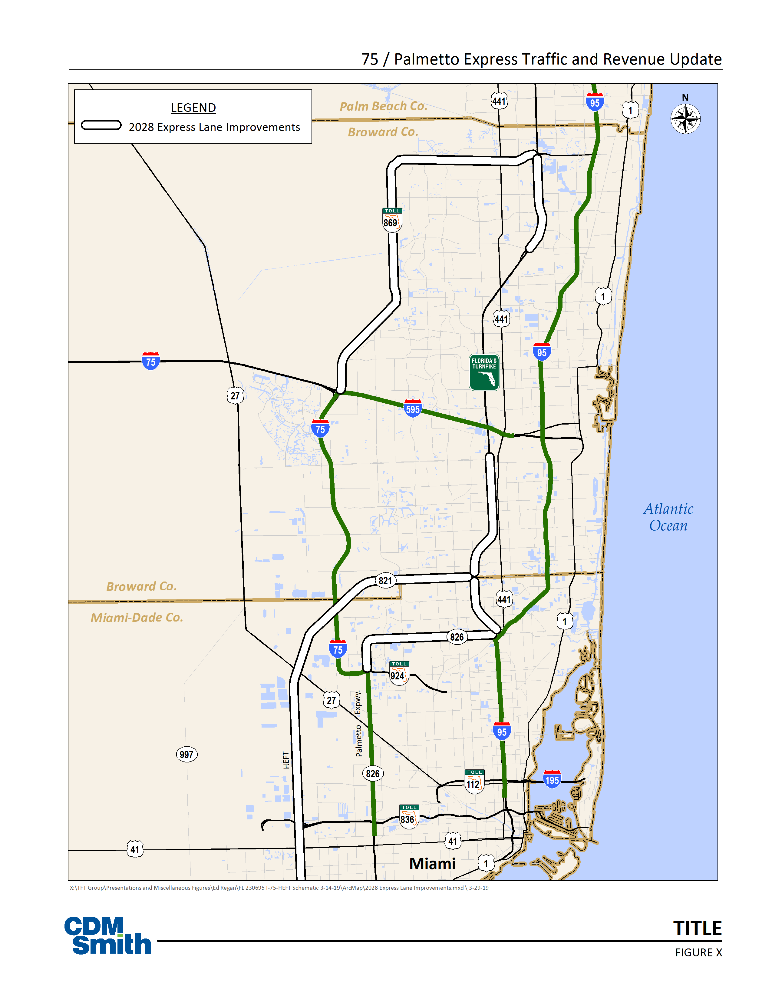 75 / Palmetto Express Traffic and Revenue Update
LEGEND
2028 Express Lane Improvements
Palm Beach Co.
Broward Co.
441
95
1
N
TOLL
869
1
441
95
FLORIDA'S
TURNPIKE
75
27
595
75
Atlantic
Ocean
821
Broward Co.
Miami-Dade Co.
441
1
826
75
TOLL
924
27
Palmetto Expwy.
95
HEFT
997
826
TOLL
112
195
TOLL
836
41
41
Miami
1
X:\TFT Group\Presentations and Miscellaneous Figures\Ed Regan\FL 230695 I-75-HEFT Schematic 3-14-19\ArcMap\2028 Express Lane Improvements.mxd \ 3-29-19
CDM
Smith
TITLE
FIGURE X